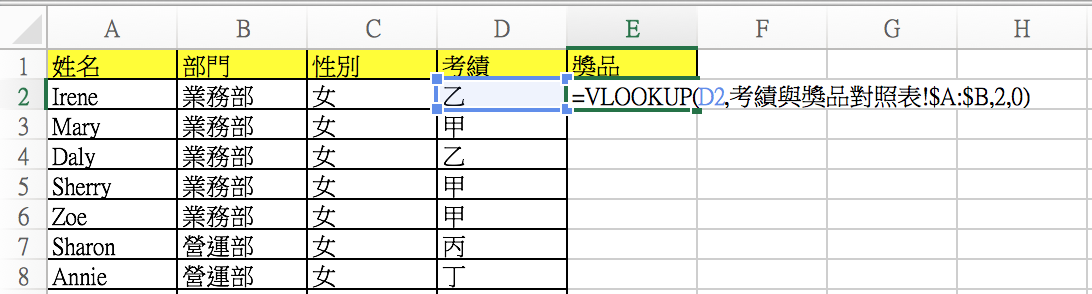 A B C D E F G H
1 姓名 部門 性別 考績 獎品
2 Irene 業務部 女 乙 =VLOOKUP(D2,考績與獎品對照表!$A:$B,2,0)
3 Mary 業務部 女 甲
4 Daly 業務部 女 乙
5 Sherry 業務部 女 甲
6 Zoe 業務部 女 甲
7 Sharon 營運部 女 丙
8 Annie 營運部 女 丁